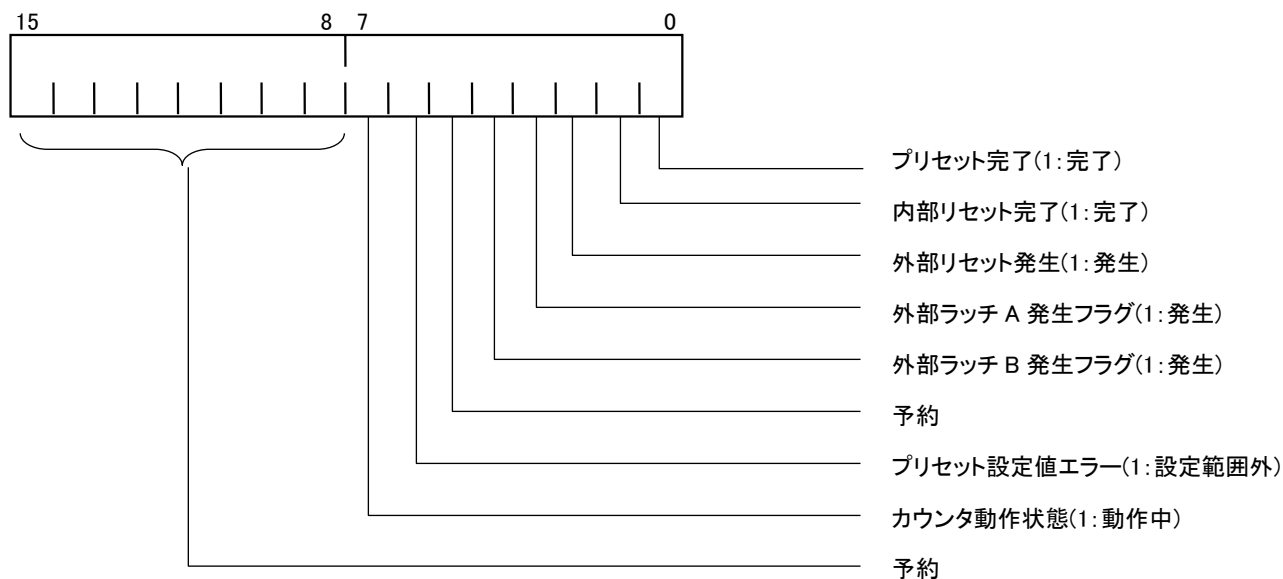 15 8 7 0
プリセット完了(1:完了)
内部リセット完了(1:完了)
外部リセット発生(1:発生)
外部ラッチ A 発生フラグ(1:発生)
外部ラッチ B 発生フラグ(1:発生)
予約
プリセット設定値エラー(1:設定範囲外)
カウンタ動作状態(1:動作中)
予約